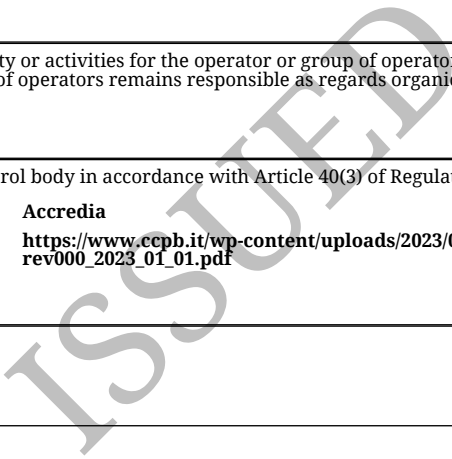 ty or activities for the operator or group of operator
of operators remains responsible as regards organi
rol body in accordance with Article 40(3) of Regula
Accredia
https://www.ccpb.it/wp-content/uploads/2023/0
rev000_2023_01_01.pdf
ISSUED